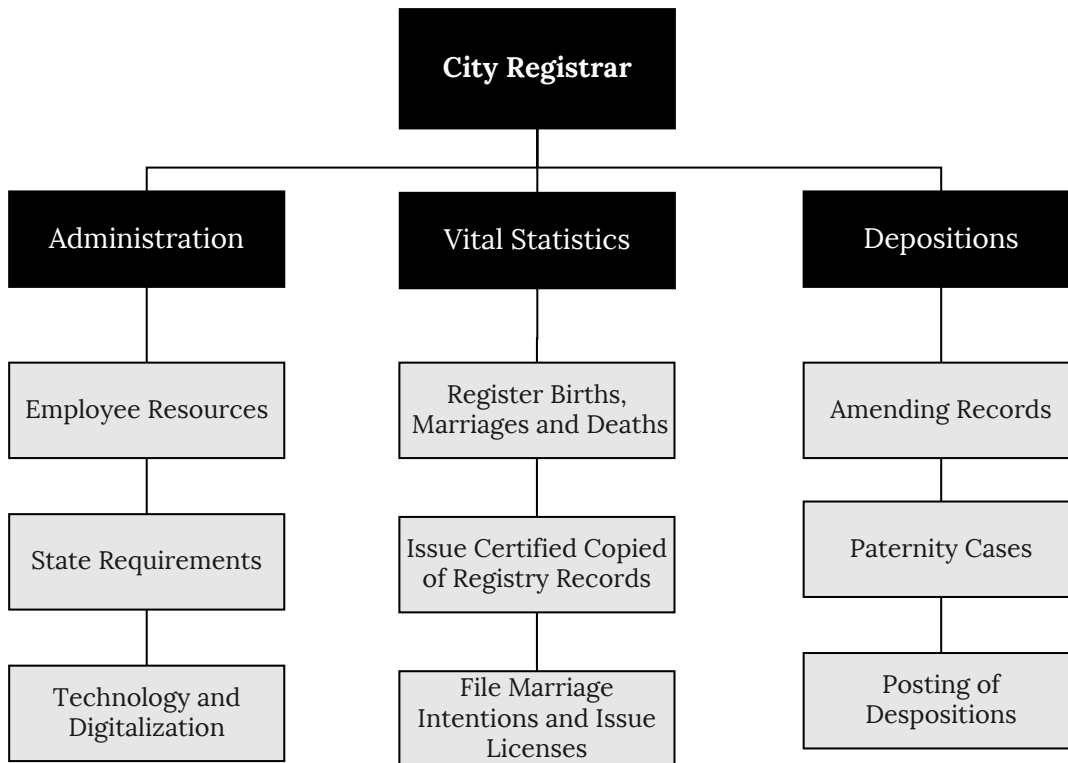 City Registrar
Administration
Vital Statistics
Depositions
Employee Resources
Register Births,
Marriages and Deaths
Amending Records
State Requirements
Issue Certified Copied
of Registry Records
Paternity Cases
Technology and
Digitalization
File Marriage
Intentions and Issue
Licenses
Posting of
Despositions